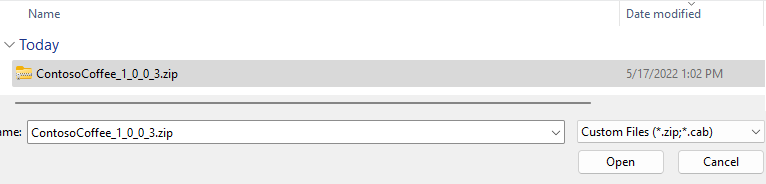 Name Date modified
Today
ContosoCoffee_1_0_0_3.zip 5/17/2022 1:02 PM
ame: ContosoCoffee_1_0_0_3.zip Custom Files (*.zip;*.cab)
Open Cancel